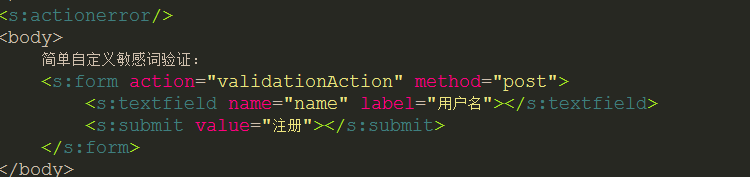 <s:actionerror/>
<body>
简单自定义敏感词验证：
<s:form action="validationAction" method="post">
<s:textfield name="name" label="用户名"></s:textfield>
<s:submit value="注册"></s:submit>
</s:form>
</body>